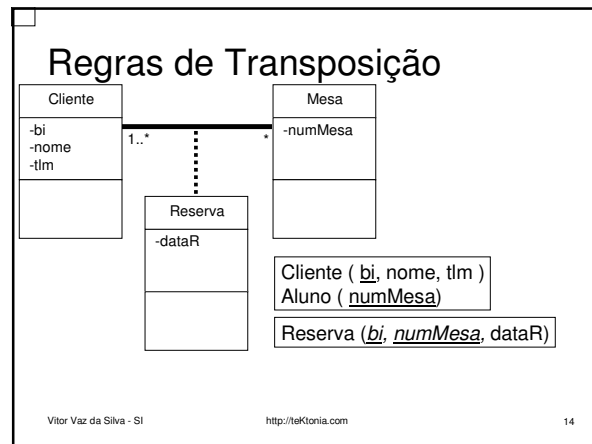 Regras de Transposição
Cliente
-bi
-nome
-tlm
1..*
*
Mesa
-numMesa
Reserva
-dataR
Cliente ( bi, nome, tlm )
Aluno ( numMesa)
Reserva (bi, numMesa, dataR)
Vitor Vaz da Silva - SI
http://teKtonia.com
14